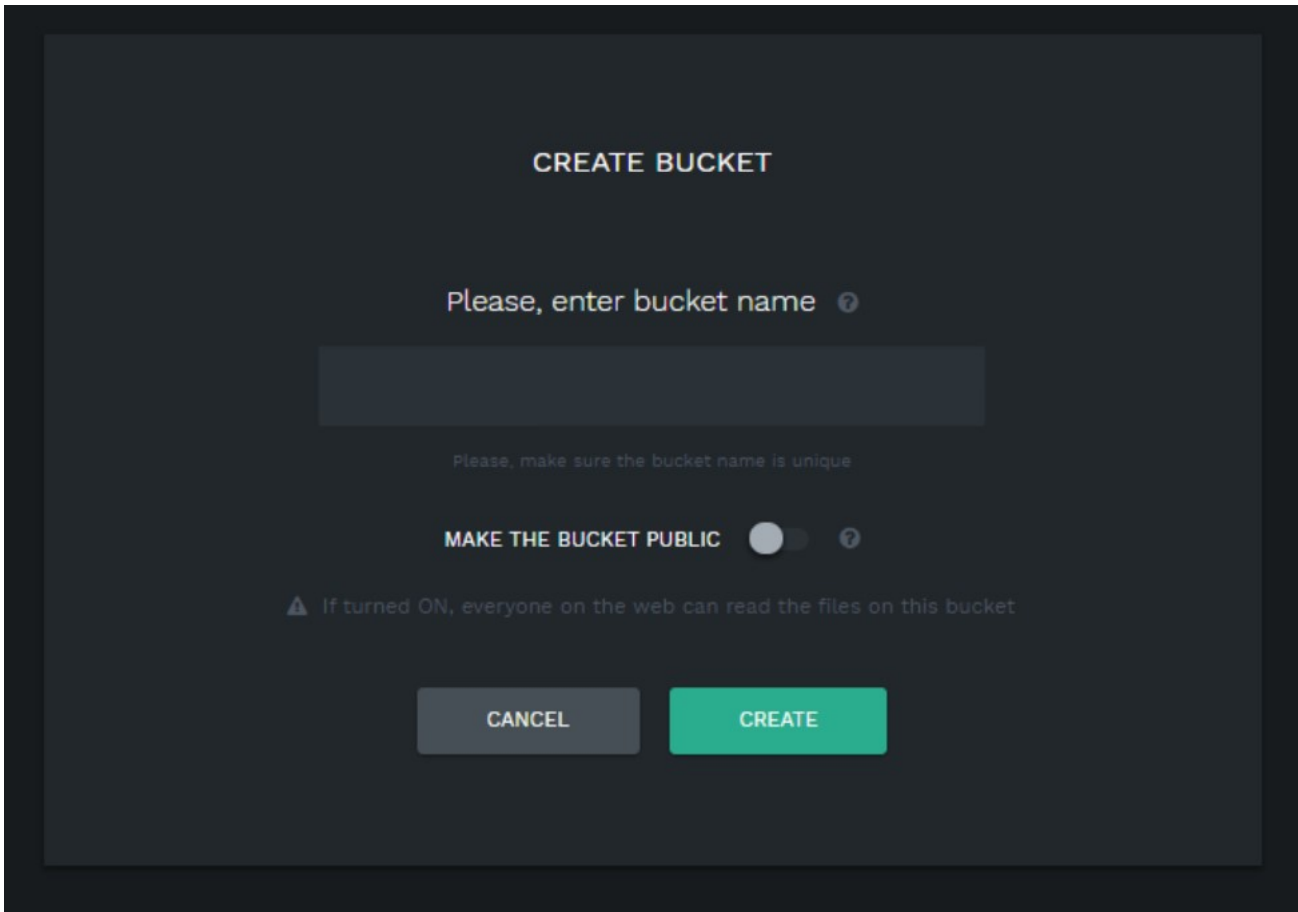 CREATE BUCKET
Please, enter bucket name
Please, make sure the bucket name is unique
MAKE THE BUCKET PUBLIC
If turned ON, everyone on the web can read the files on this bucket
CANCEL CREATE